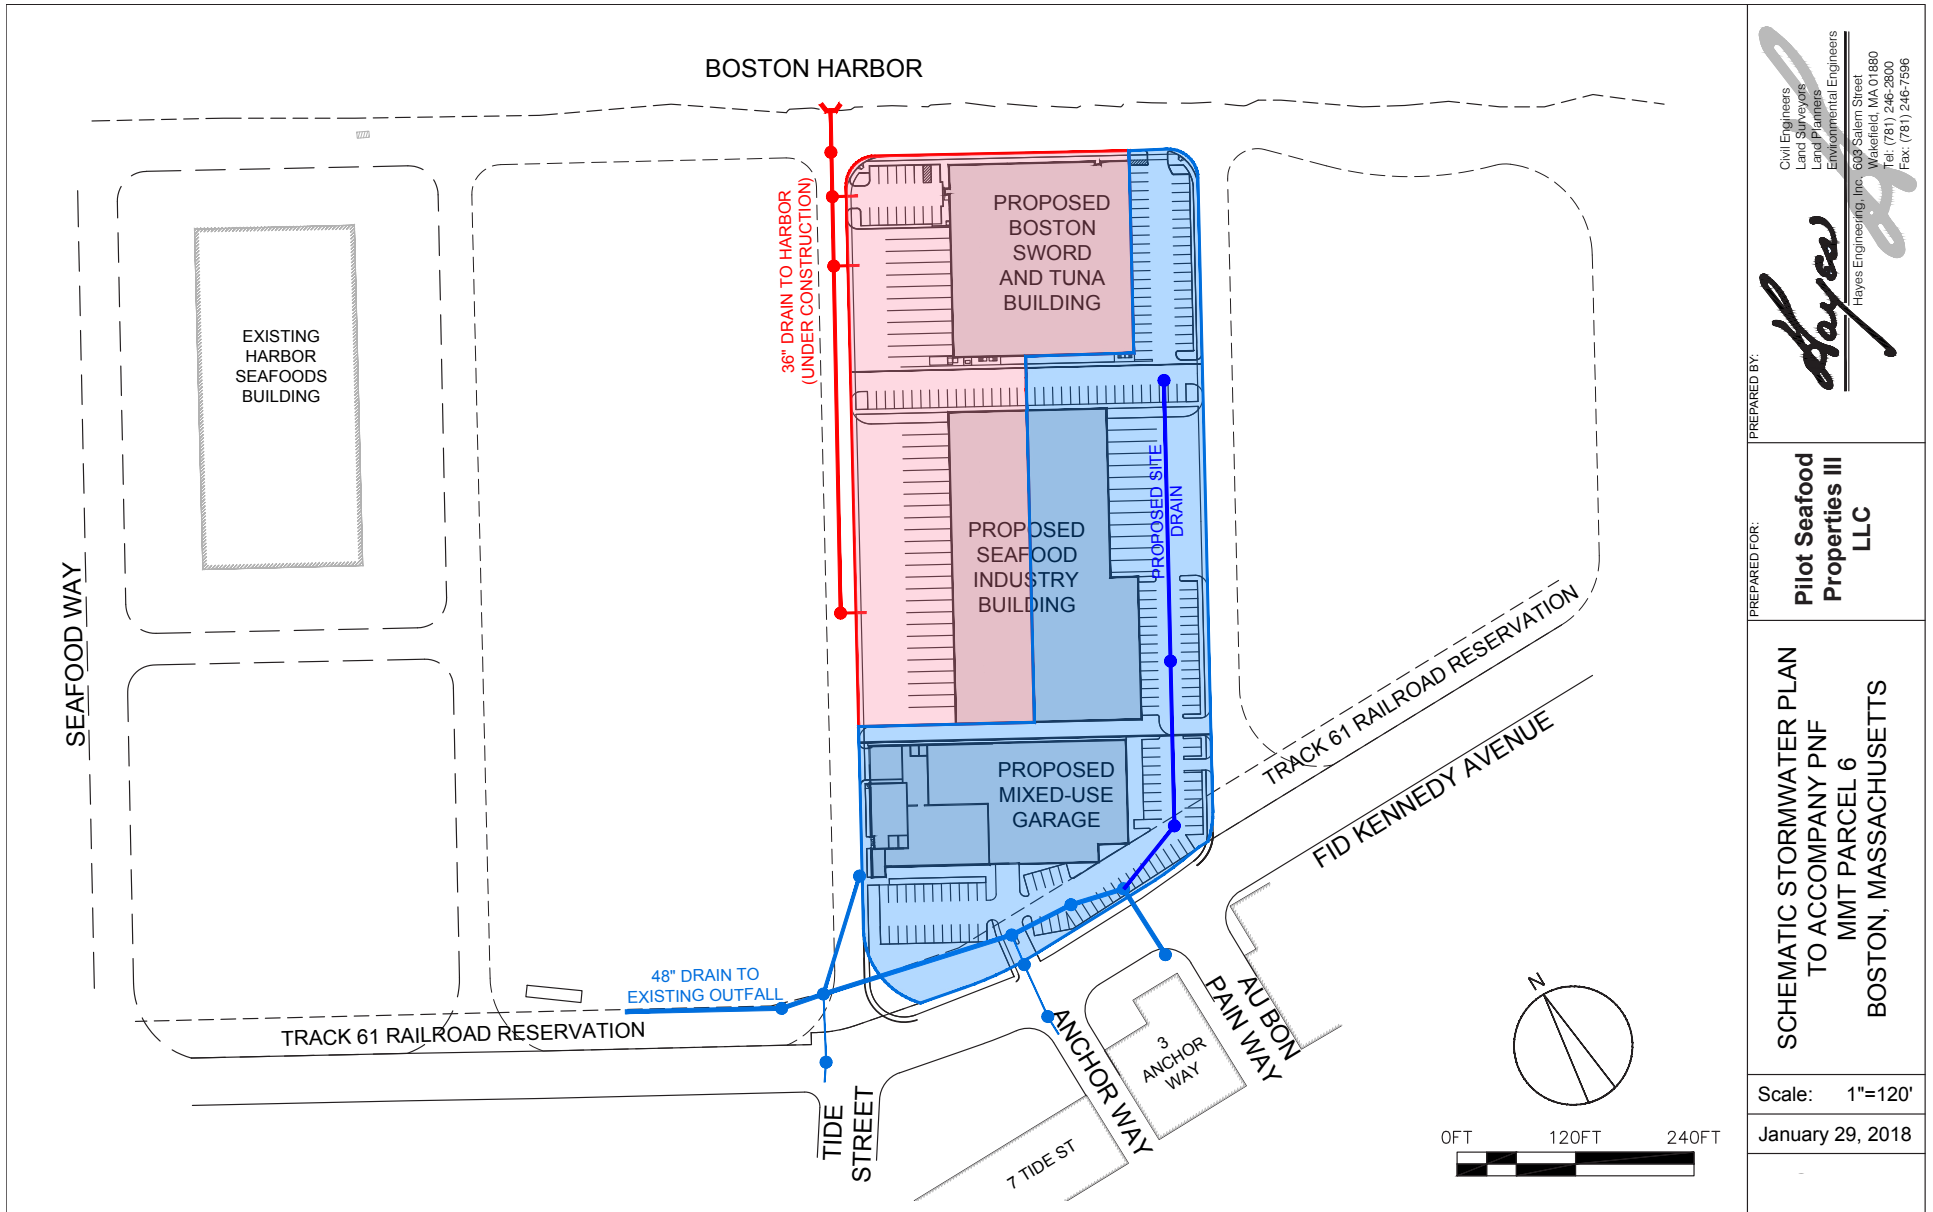 BOSTON HARBOR
36" DRAIN TO HARBOR
(UNDER CONSTRUCTION)
PROPOSED
BOSTON
SWORD
AND TUNA
BUILDING
EXISTING
HARBOR
SEAFOODS
BUILDING
PROPOSED SITE
DRAIN
PROPOSED
SEAFOOD
INDUSTRY
BUILDING
SEAFOOD WAY
PROPOSED
MIXED-USE
GARAGE
TRACK 61 RAILROAD RESERVATION
FID KENNEDY AVENUE
48" DRAIN TO
EXISTING OUTFALL
TRACK 61 RAILROAD RESERVATION
TIDE
STREET
ANCHOR WAY
AU BON
PAIN WAY
3
ANCHOR
WAY
7 TIDE ST
N
0FT 120FT 240FT
PREPARED BY:
Hayes
Civil Engineers
Land Surveyors
Land Planners
Environmental Engineers
Hayes Engineering, Inc.
603 Salem Street
Wakefield, MA 01880
Tel: (781) 246-2800
Fax: (781) 246-7596
PREPARED FOR:
Pilot Seafood
Properties III
LLC
SCHEMATIC STORMWATER PLAN
TO ACCOMPANY PNF
MMT PARCEL 6
BOSTON, MASSACHUSETTS
Scale: 1"=120'
January 29, 2018